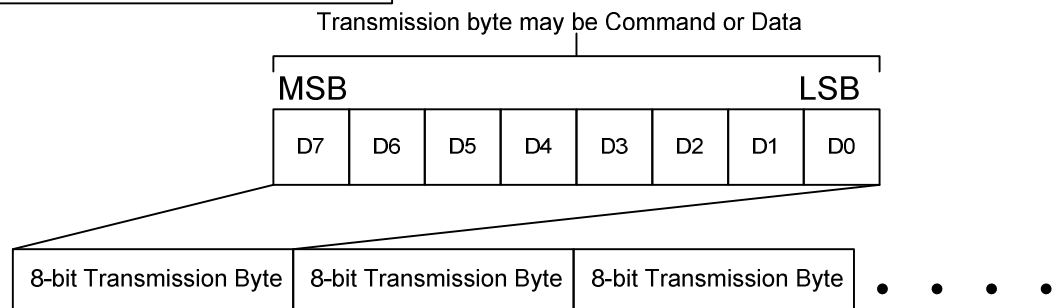 Transmission byte may be Command or Data
MSB LSB
D7 D6 D5 D4 D3 D2 D1 D0
8-bit Transmission Byte 8-bit Transmission Byte 8-bit Transmission Byte